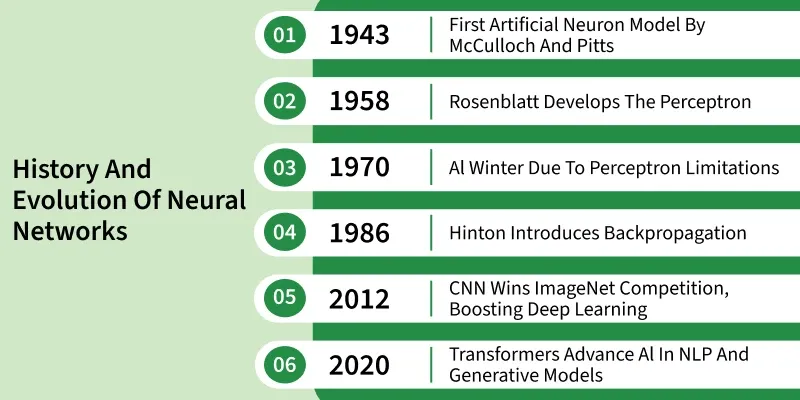 History And
Evolution Of Neural
Networks
01
1943
First Artificial Neuron Model By
McCulloch And Pitts
02
1958
Rosenblatt Develops The Perceptron
03
1970
Al Winter Due To Perceptron Limitations
04
1986
Hinton Introduces Backpropagation
05
2012
CNN Wins ImageNet Competition,
Boosting Deep Learning
06
2020
Transformers Advance Al In NLP And
Generative Models